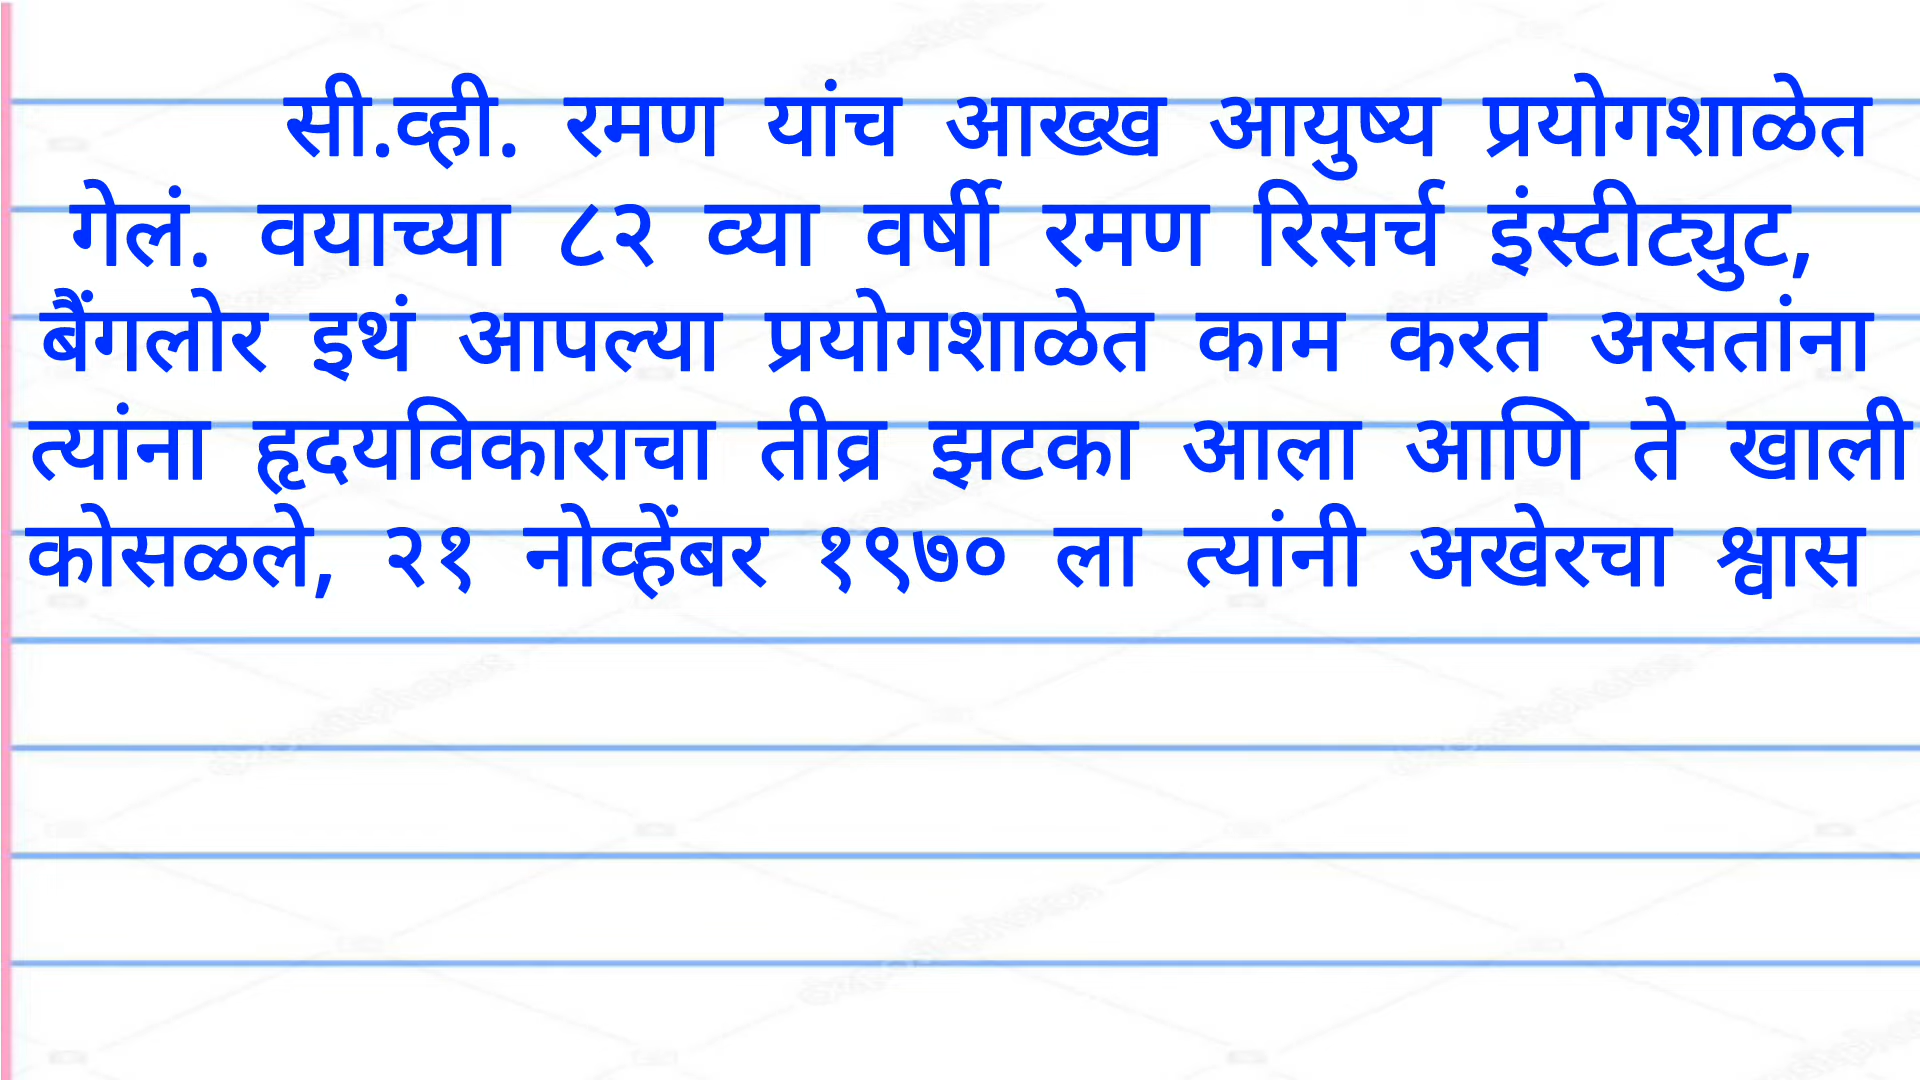 सी.व्ही. रमण यांच आख्ख आयुष्य प्रयोगशाळेत
गेलं. वयाच्या ८२ व्या वर्षी रमण रिसर्च इंस्टीट्युट,
बैंगलोर इथं आपल्या प्रयोगशाळेत काम करत असतांना
त्यांना हृदयविकाराचा तीव्र झटका आला आणि ते खाली
कोसळले, २१ नोव्हेंबर १९७० ला त्यांनी अखेरचा श्वास